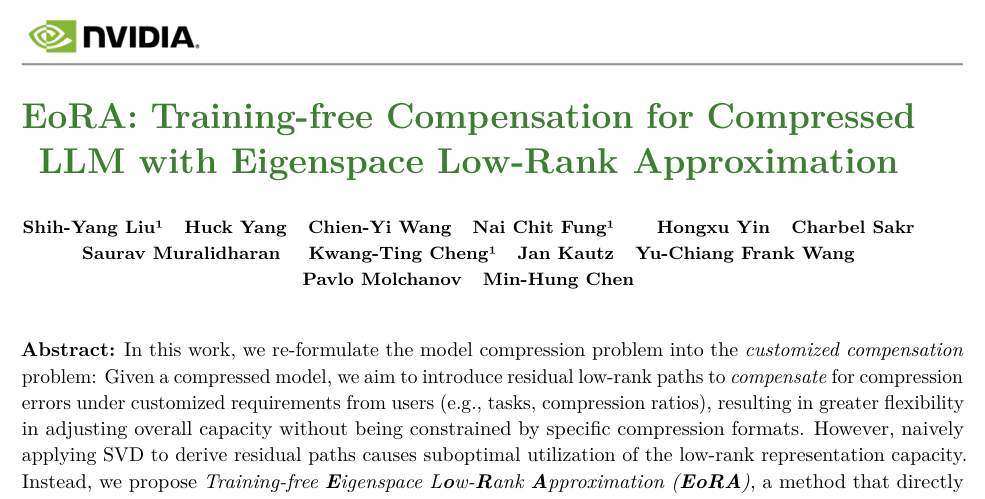 NVIDIA.
EoRA: Training-free Compensation for Compressed
LLM with Eigenspace Low-Rank Approximation
Shih-Yang Liu¹ Huck Yang Chien-Yi Wang Nai Chit Fung¹ Hongxu Yin Charbel Sakr
Saurav Muralidharan Kwang-Ting Cheng¹ Jan Kautz Yu-Chiang Frank Wang
Pavlo Molchanov Min-Hung Chen
Abstract: In this work, we re-formulate the model compression problem into the customized compensation
problem: Given a compressed model, we aim to introduce residual low-rank paths to compensate for compression
errors under customized requirements from users (e.g., tasks, compression ratios), resulting in greater flexibility
in adjusting overall capacity without being constrained by specific compression formats. However, naively
applying SVD to derive residual paths causes suboptimal utilization of the low-rank representation capacity.
Instead, we propose Training-free Eigenspace Low-Rank Approximation (EoRA), a method that directly